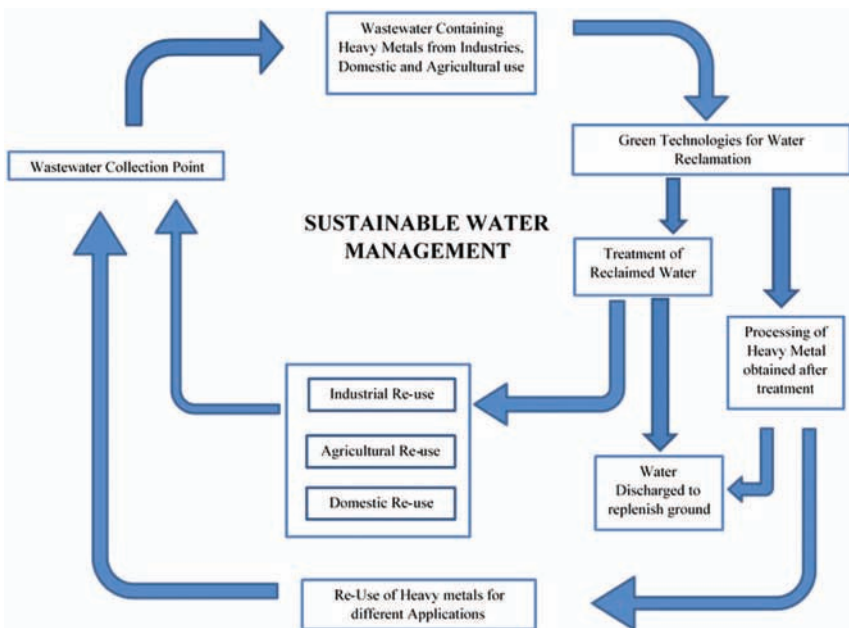 Wastewater Containing
Heavy Metals from Industries,
Domestic and Agricultural use
Green Technologies for Water
Reclamation
Wastewater Collection Point
SUSTAINABLE WATER
MANAGEMENT
Treatment of
Reclaimed Water
Processing of
Heavy Metal
obtained after
treatment
Industrial Re-use
Agricultural Re-use
Domestic Re-use
Water
Discharged to
replenish ground
Re-Use of Heavy metals for
different Applications